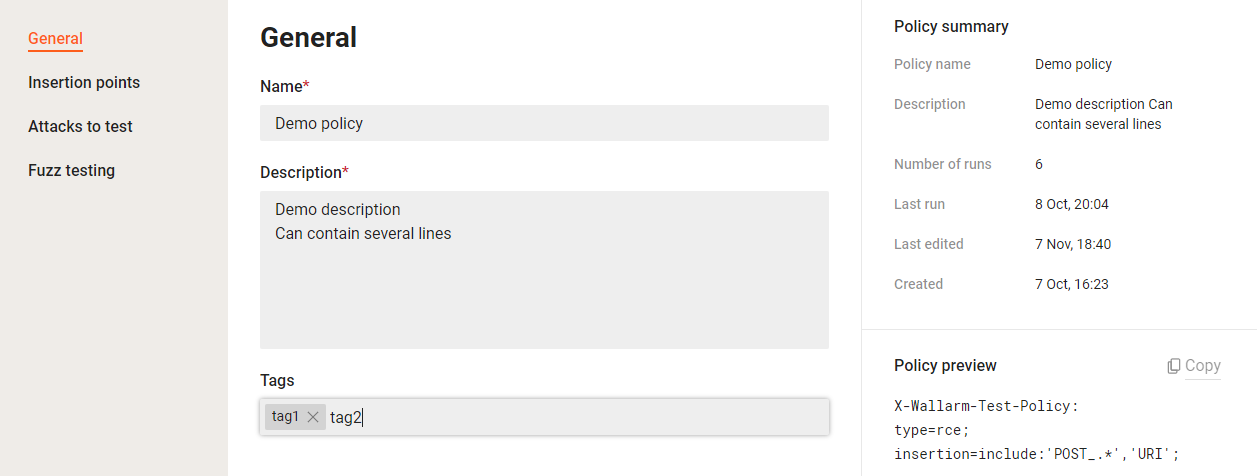 General
Insertion points
Attacks to test
Fuzz testing
General
Name*
Demo policy
Description*
Demo description
Can contain several lines
Tags
tag1 tag2
Policy summary
Policy name Demo policy
Description Demo description Can
contain several lines
Number of runs 6
Last run 8 Oct, 20:04
Last edited 7 Nov, 18:40
Created 7 Oct, 16:23
Policy preview Copy
X-Wallarm-Test-Policy:
type=rce;
insertion=include:'POST_.*','URI';